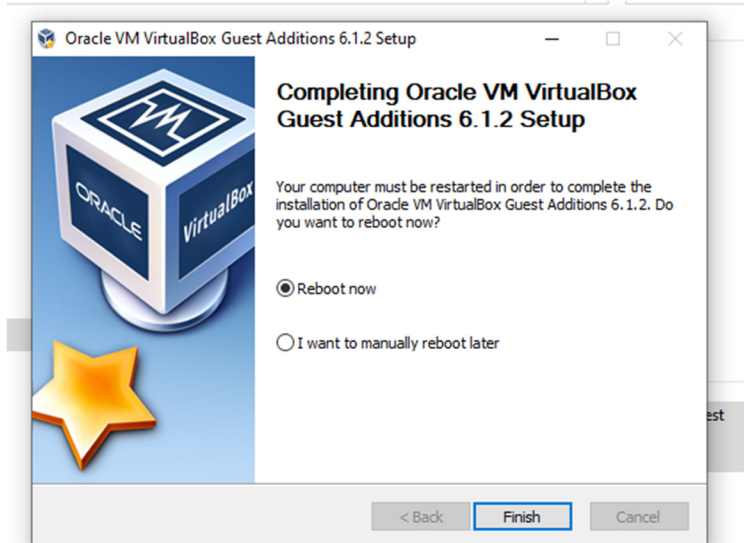 Oracle VM VirtualBox Guest Additions 6.1.2 Setup
Completing Oracle VM VirtualBox
Guest Additions 6.1.2 Setup
Your computer must be restarted in order to complete the
installation of Oracle VM VirtualBox Guest Additions 6.1.2. Do
you want to reboot now?
Reboot now
I want to manually reboot later
ORACLE
VirtualBox
est
< Back
Finish
Cancel